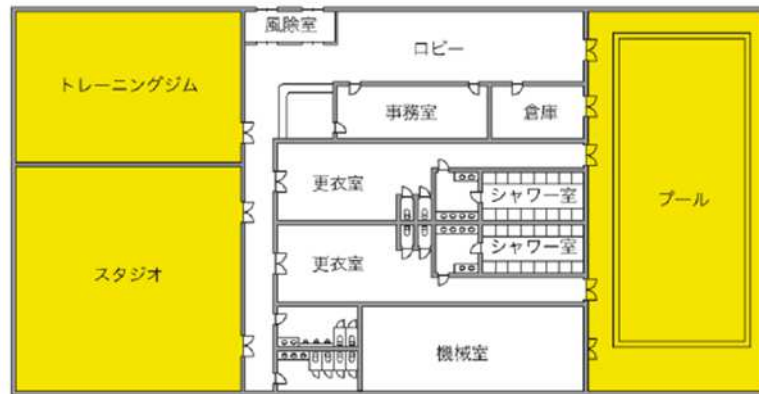 風除室
ロビー
トレーニングジム
事務室
倉庫
更衣室
シャワー室
プール
シャワー室
更衣室
スタジオ
機械室